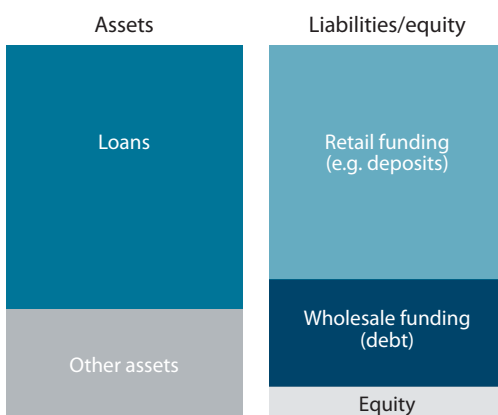 Assets
Liabilities/equity
Loans
Retail funding
(e.g. deposits)
Wholesale funding
(debt)
Other assets
Equity